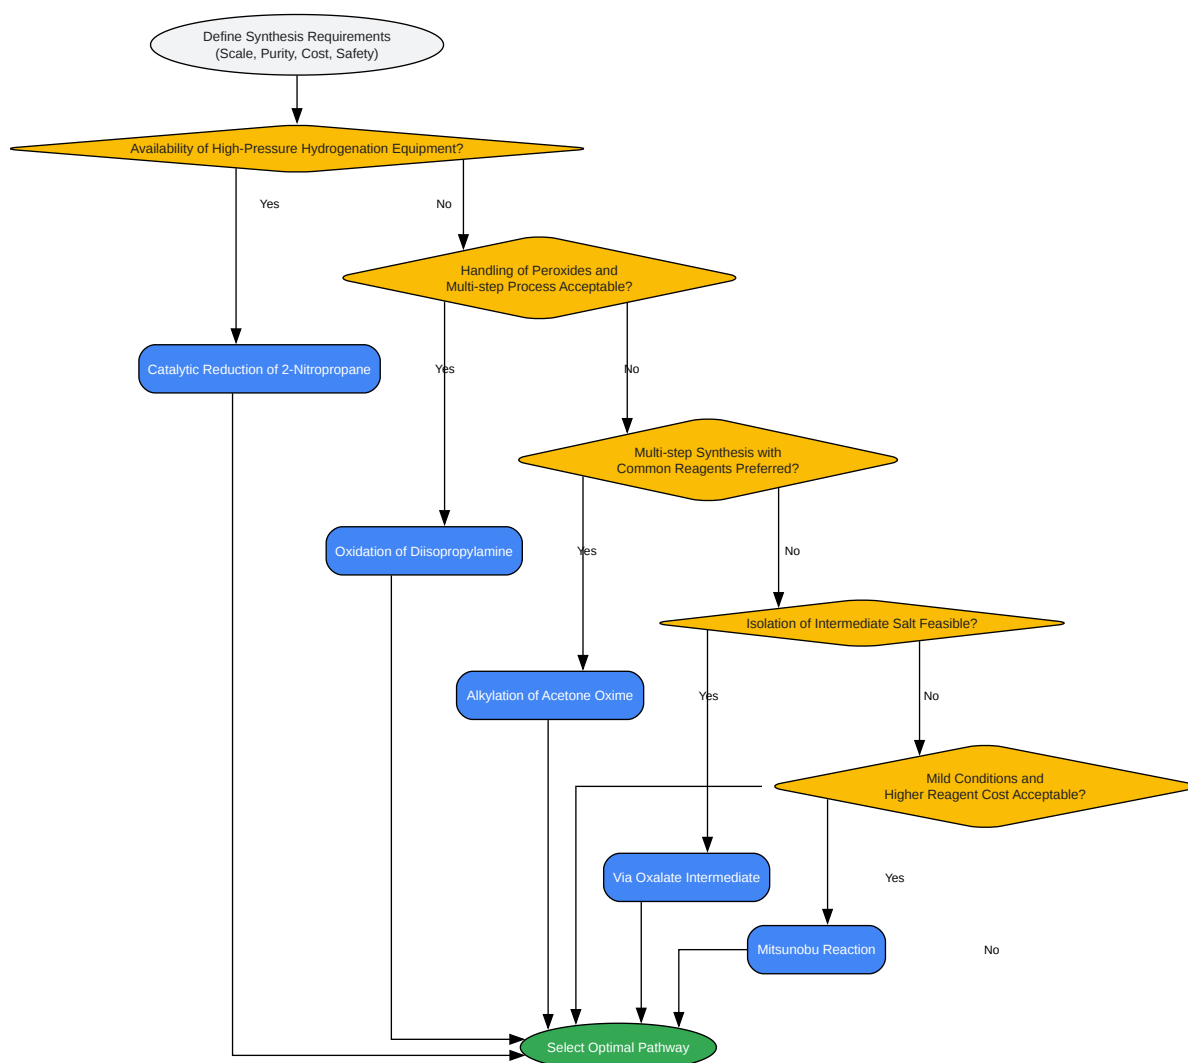 Define Synthesis Requirements
(Scale, Purity, Cost, Safety)
Availability of High-Pressure Hydrogenation Equipment?
Yes
No
Handling of Peroxides and
Multi-step Process Acceptable?
Catalytic Reduction of 2-Nitropropane
Yes
No
Multi-step Synthesis with
Common Reagents Preferred?
Oxidation of Diisopropylamine
Yes
No
Isolation of Intermediate Salt Feasible?
Alkylation of Acetone Oxime
Yes
No
Mild Conditions and
Higher Reagent Cost Acceptable?
Via Oxalate Intermediate
Yes
Mitsunobu Reaction
No
Select Optimal Pathway